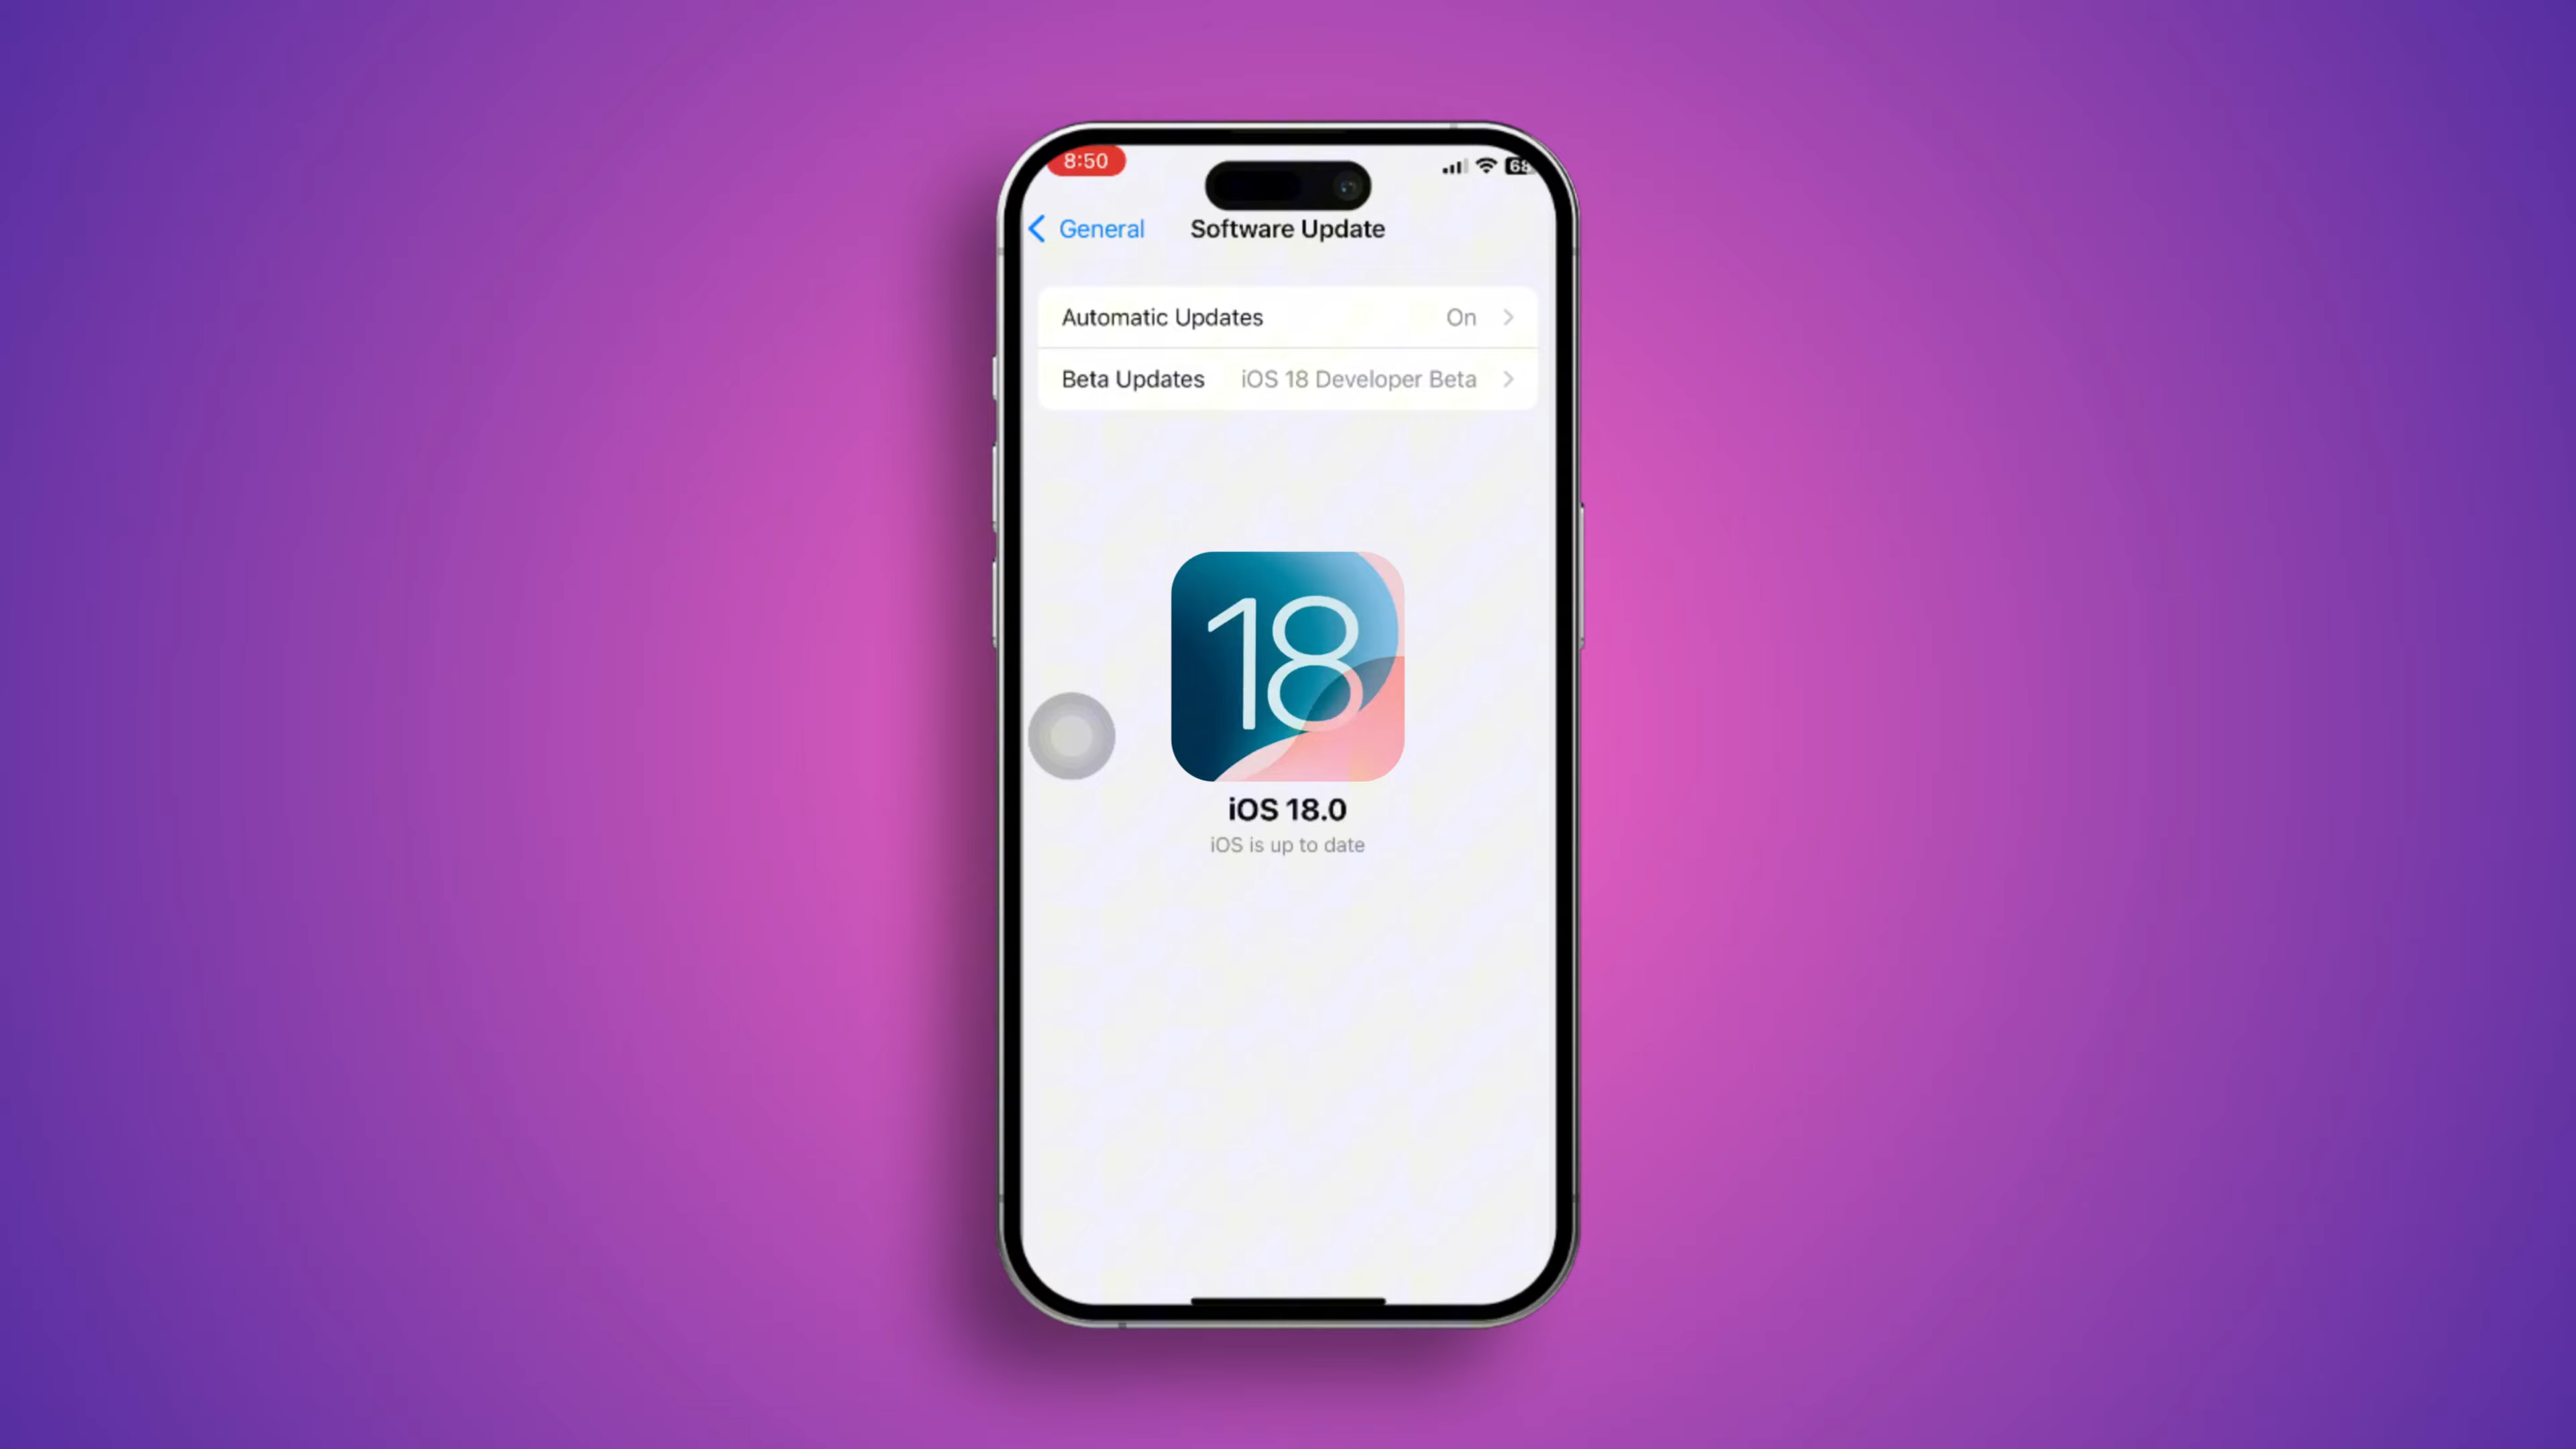 8:50 68
General Software Update
Automatic Updates On
Beta Updates iOS 18 Developer Beta
18
iOS 18.0
iOS is up to date